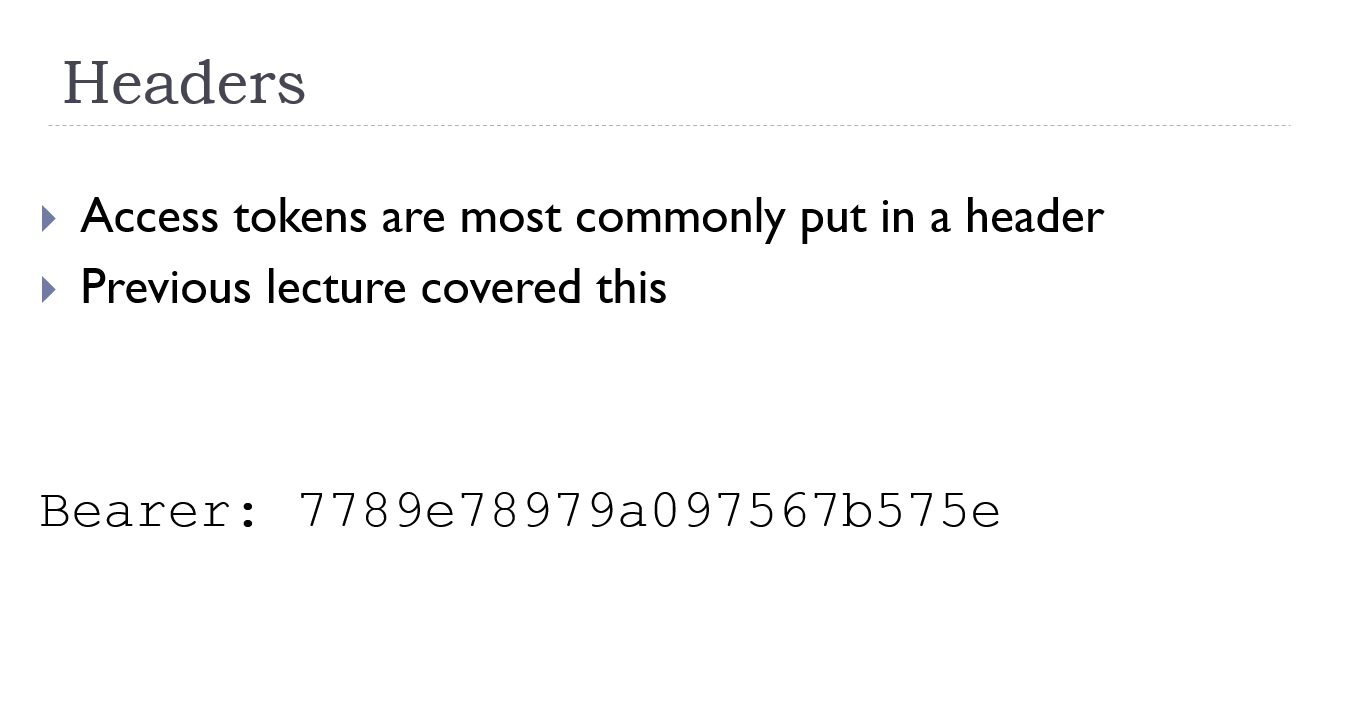 Headers
Access tokens are most commonly put in a header
Previous lecture covered this
Bearer: 7789e78979a097567b575e